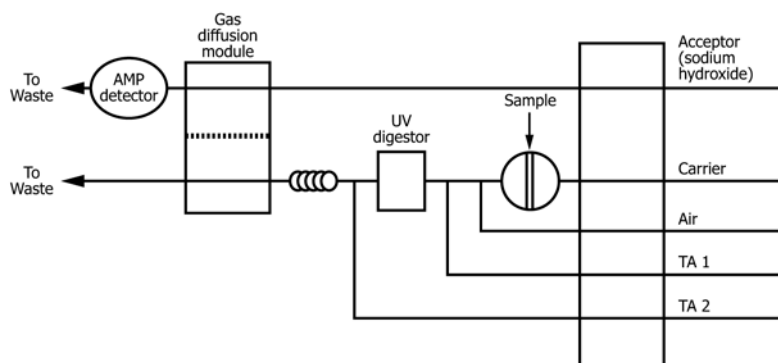 Gas
diffusion
module
Acceptor
(sodium
hydroxide)
To
Waste
AMP
detector
Sample
UV
digestor
To
Waste
Carrier
Air
TA 1
TA 2